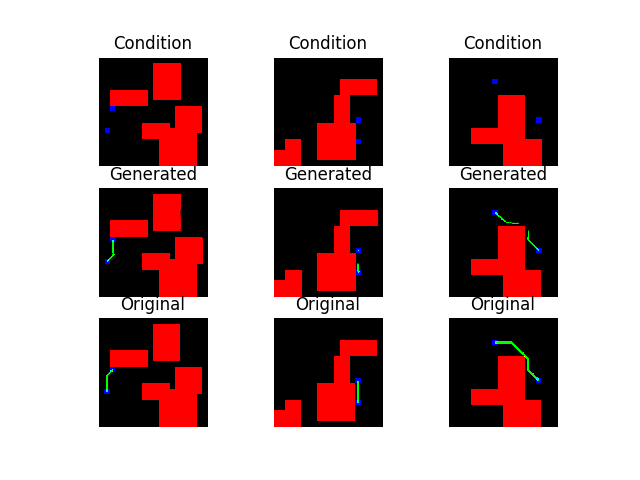 Condition Condition Condition
Generated Generated Generated
Original Original Original